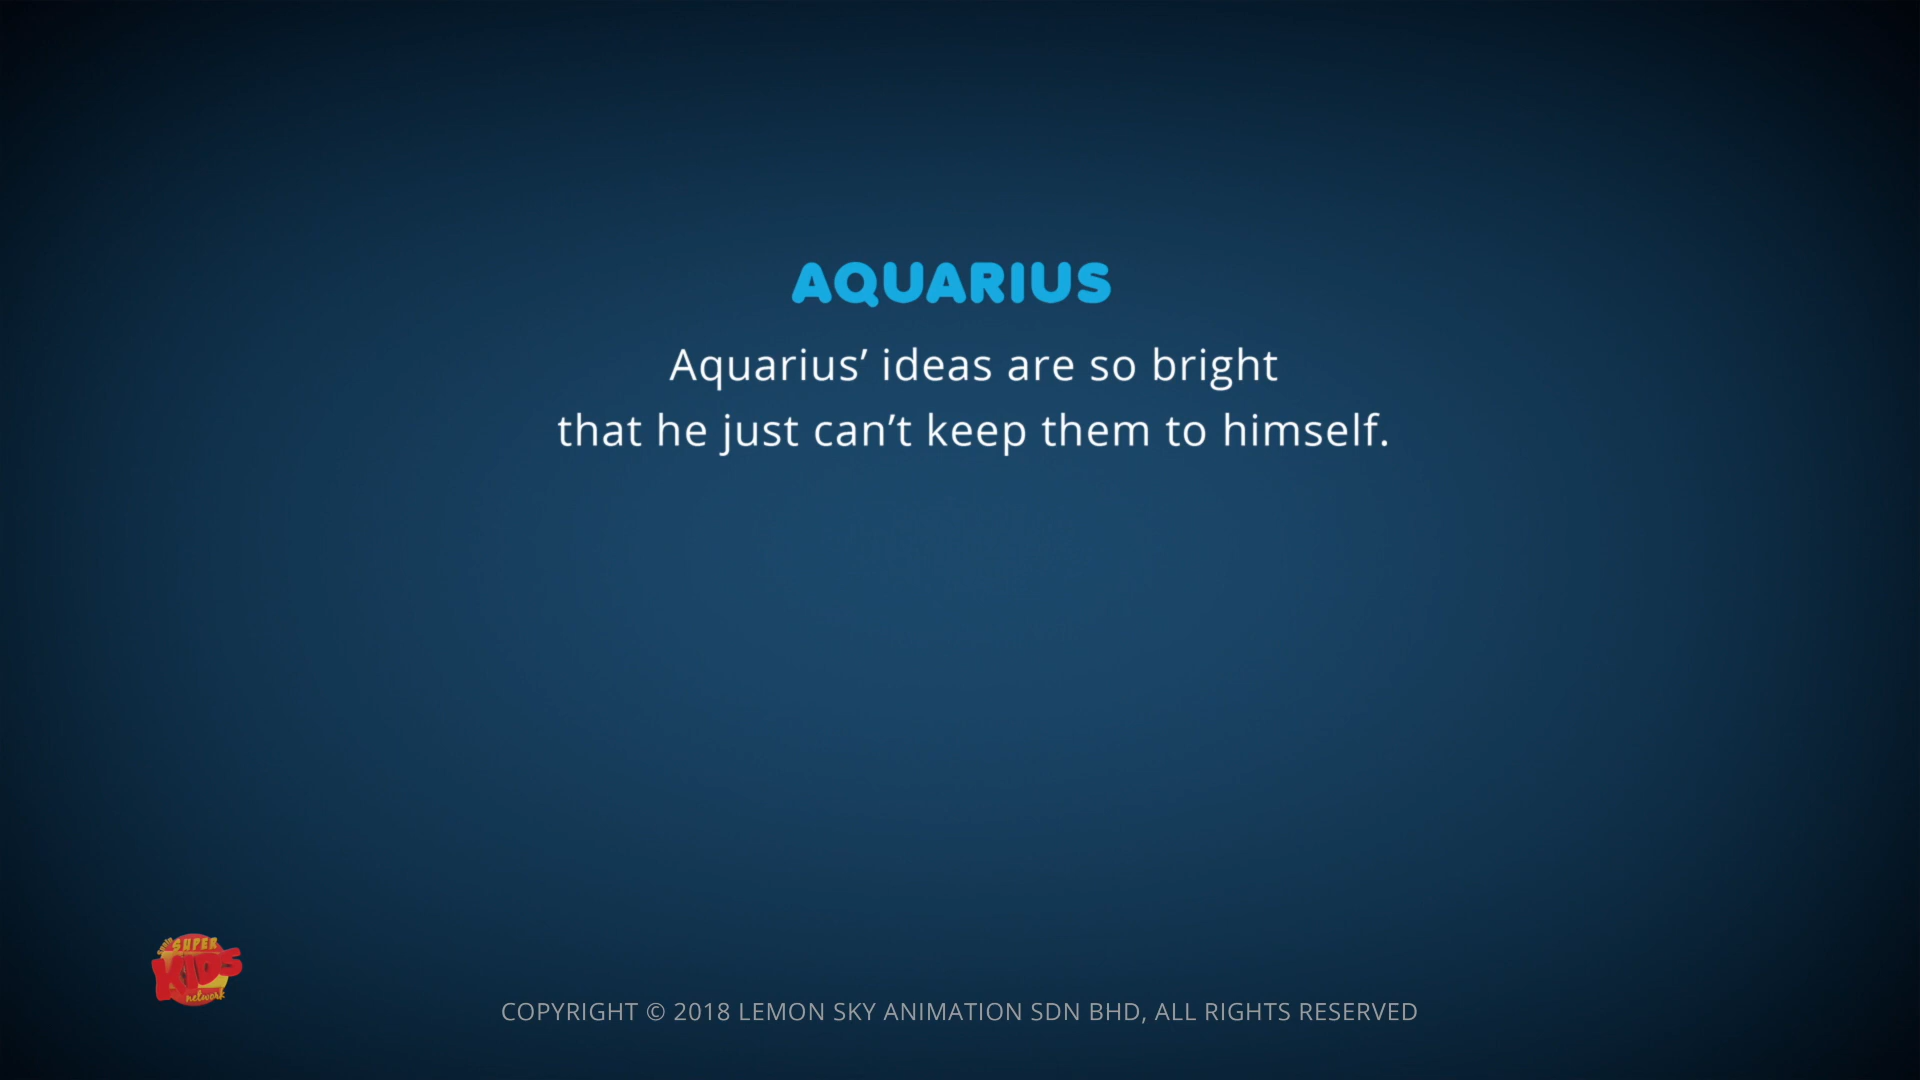 AQUARIUS
Aquarius’ ideas are so bright
that he just can’t keep them to himself.
SUPER
KIDS
network
COPYRIGHT © 2018 LEMON SKY ANIMATION SDN BHD, ALL RIGHTS RESERVED